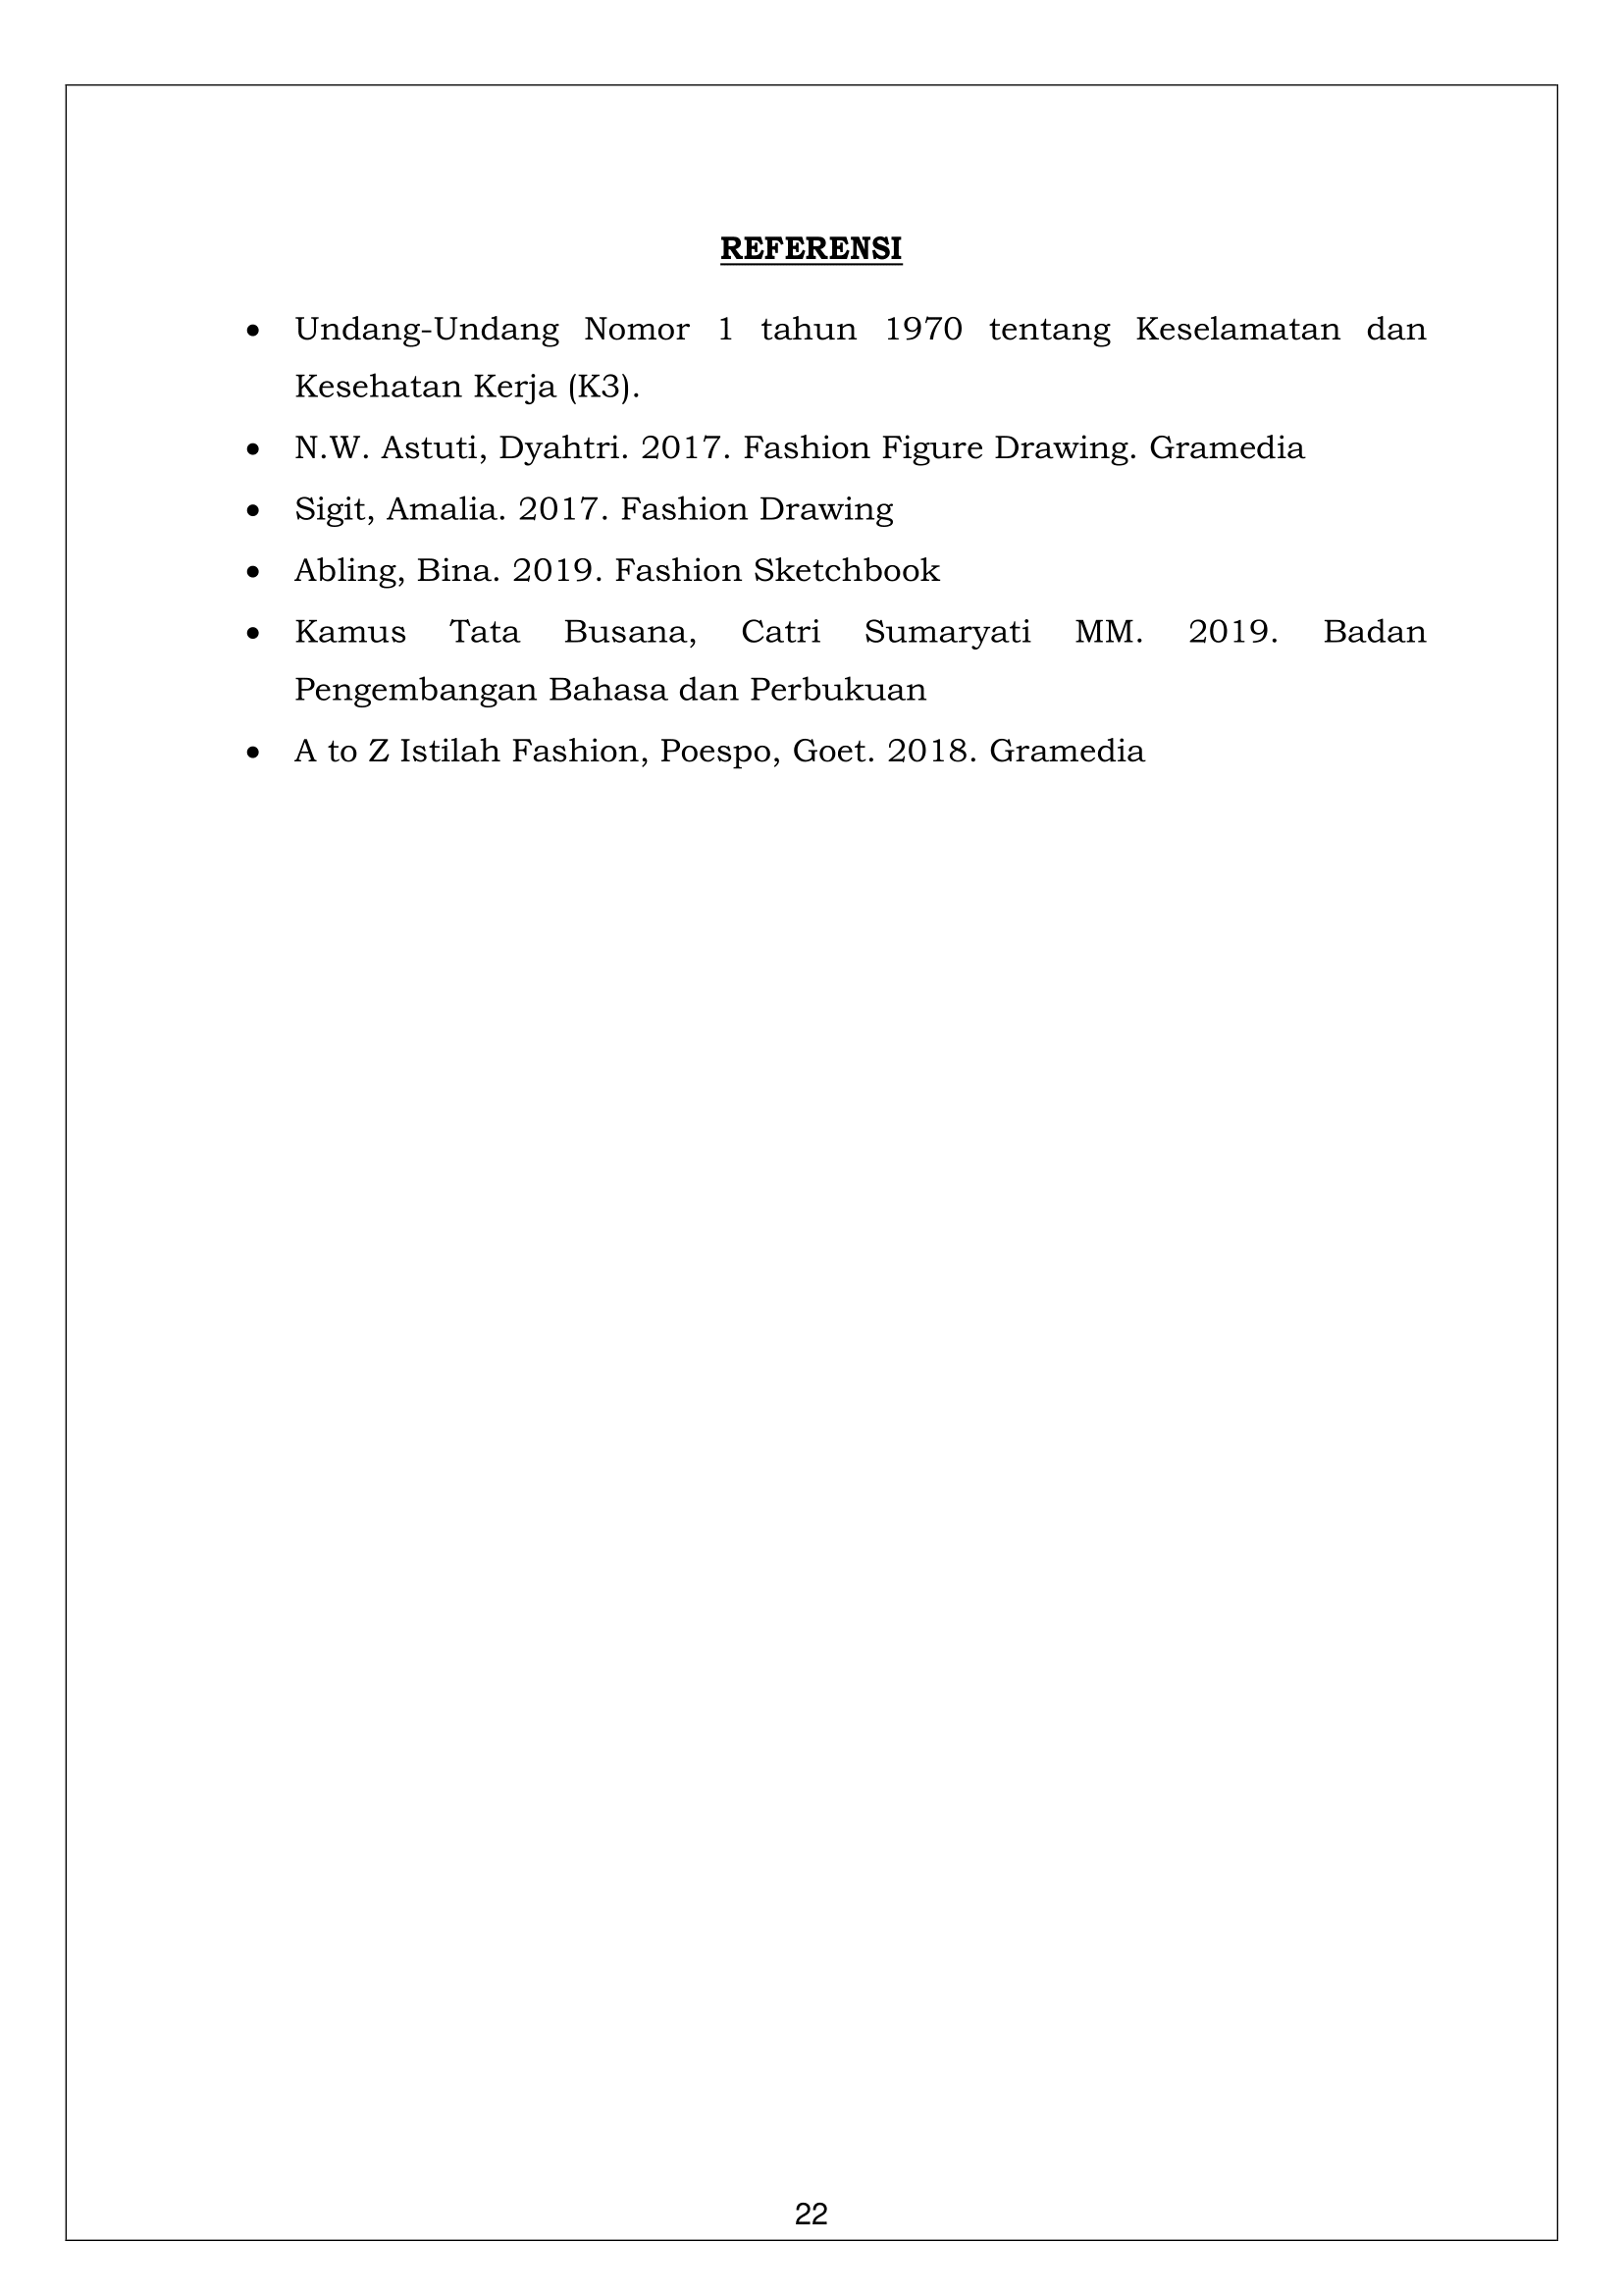 REFERENSI
• Undang-Undang Nomor 1 tahun 1970 tentang Keselamatan dan
Kesehatan Kerja (K3).
• N.W. Astuti, Dyahtri. 2017. Fashion Figure Drawing. Gramedia
• Sigit, Amalia. 2017. Fashion Drawing
• Abling, Bina. 2019. Fashion Sketchbook
• Kamus Tata Busana, Catri Sumaryati MM. 2019. Badan
Pengembangan Bahasa dan Perbukuan
• A to Z Istilah Fashion, Poespo, Goet. 2018. Gramedia
22